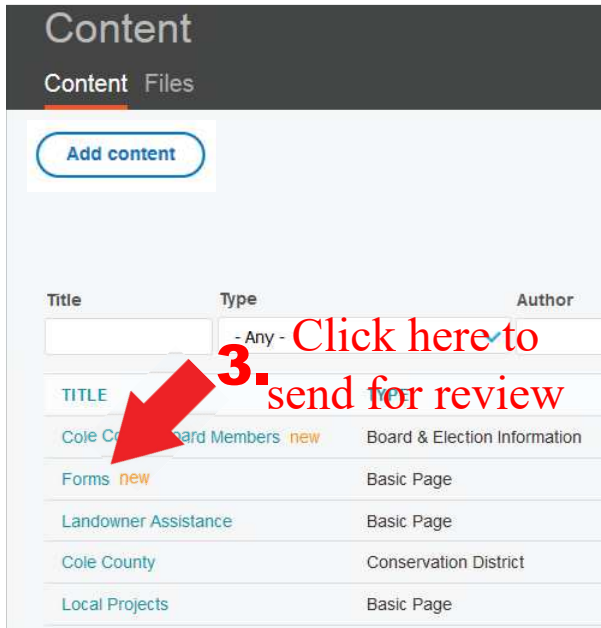 Content
Content Files
Add content
Title Type Author
- Any -
3. Click here to
send for review
TITLE
Cole Board Members new Board & Election Information
Forms new Basic Page
Landowner Assistance Basic Page
Cole County Conservation District
Local Projects Basic Page